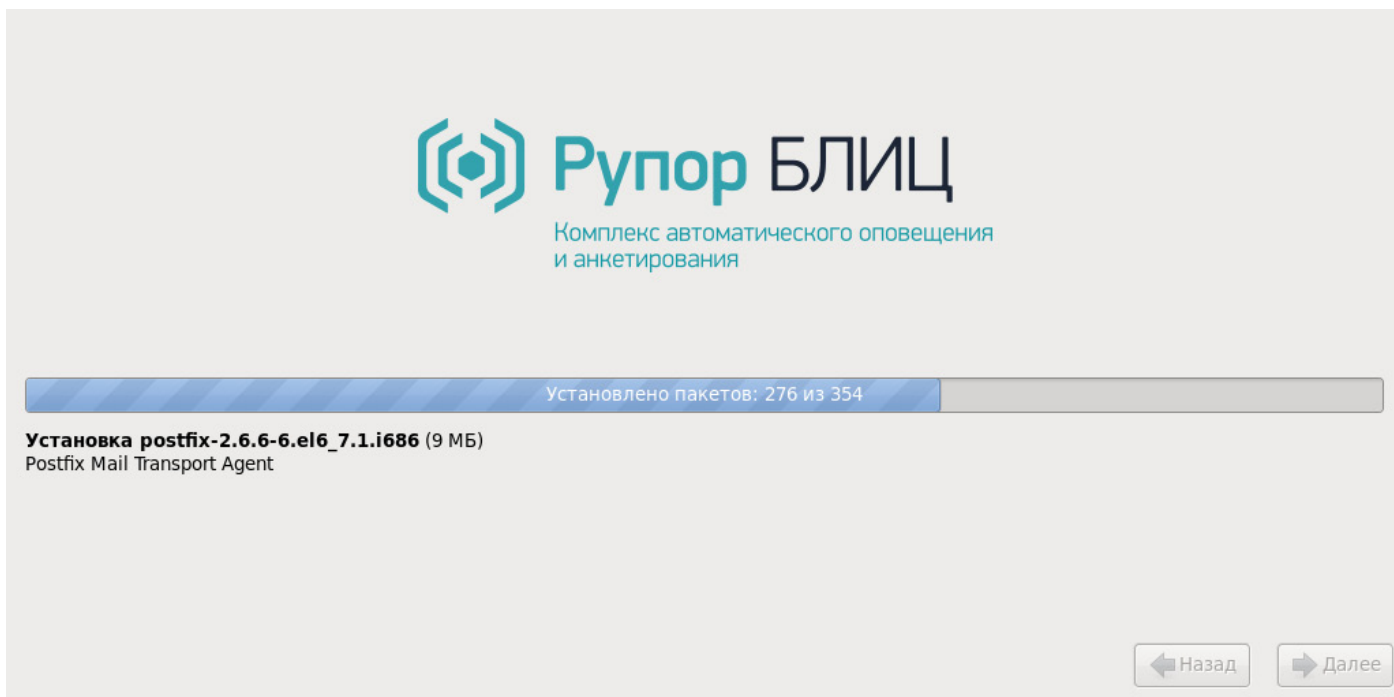 Рупор БЛИЦ
Комплекс автоматического оповещения
и анкетирования
Установлено пакетов: 276 из 354
Установка postfix-2.6.6-6.el6_7.1.i686 (9 МБ)
Postfix Mail Transport Agent
Назад
Далее